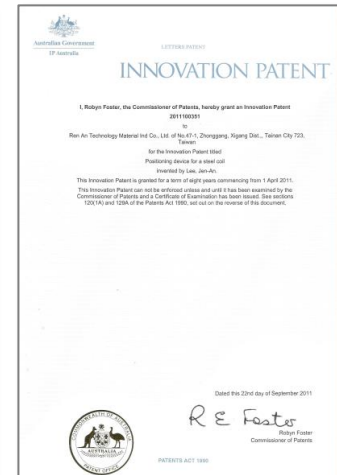 Australian Government
IP Australia
LETTERS PATENT
INNOVATION PATENT
I, Robyn Foster, the Commissioner of Patents, hereby grant an Innovation Patent
2011100351
to
Ren An Technology Material Ind Co., Ltd. of No.47-1, Zhonggang, Xigang Dist.,, Tainan City 723,
Taiwan
for the Innovation Patent titled
Positioning device for a steel coil
invented by Lee, Jen-An.
This Innovation Patent is granted for a term of eight years commencing from 1 April 2011.
This Innovation Patent can not be enforced unless and until it has been examined by the
Commissioner of Patents and a Certificate of Examination has been issued. See sections
120(1A) and 129A of the Patents Act 1990, set out on the reverse of this document.
Dated this 22nd day of September 2011
R E Foster
Robyn Foster
Commissioner of Patents
COMMONWEALTH OF AUSTRALIA
AUSTRALIA
PATENT OFFICE
PATENTS ACT 1990